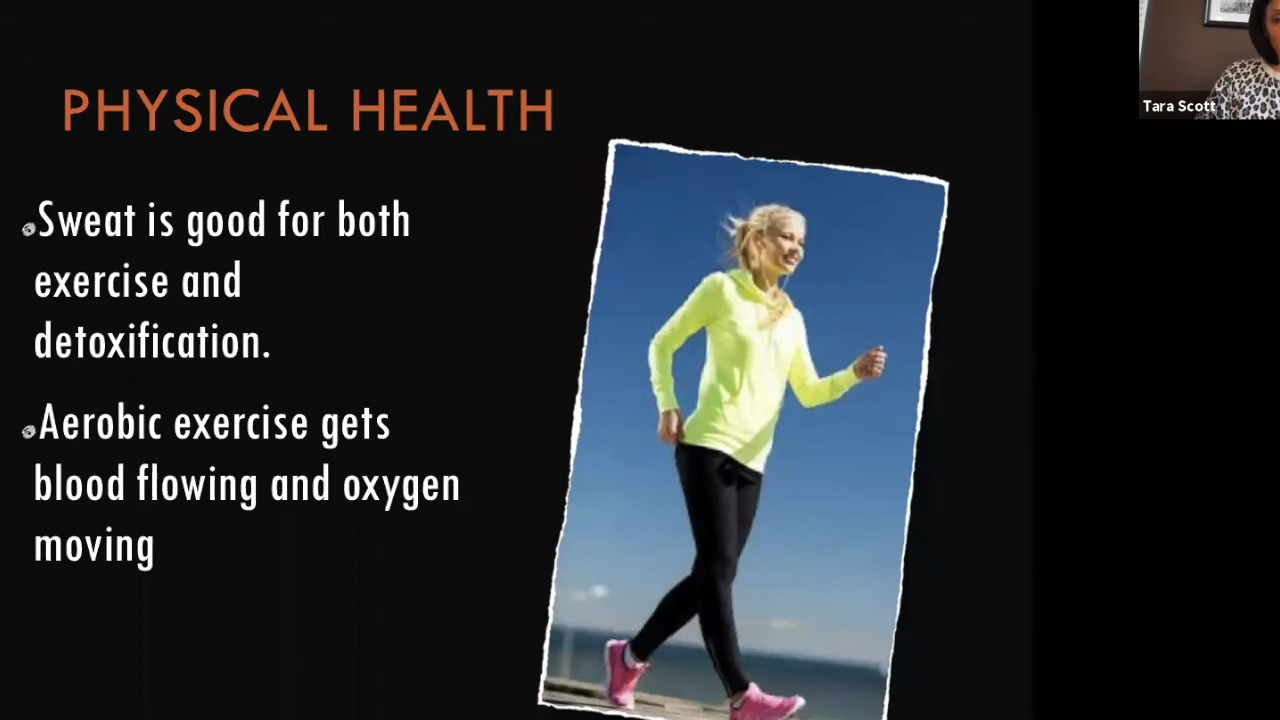 PHYSICAL HEALTH
Sweat is good for both
exercise and
detoxification.
Aerobic exercise gets
blood flowing and oxygen
moving
Tara Scott